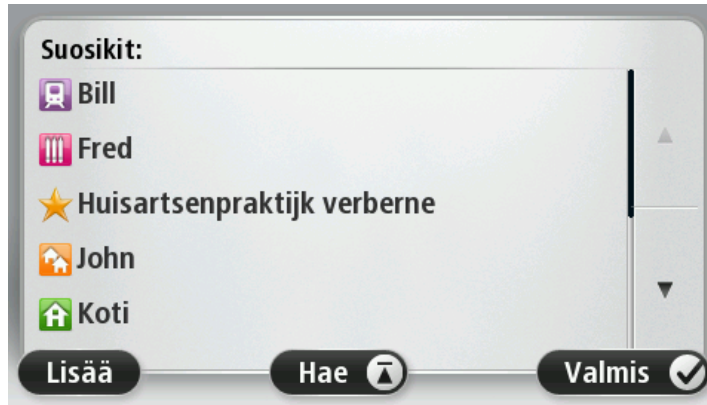 Suosikit:
Bill
Fred
Huisartsenpraktijk verberne
John
Koti
Lisää
Hae
Valmis